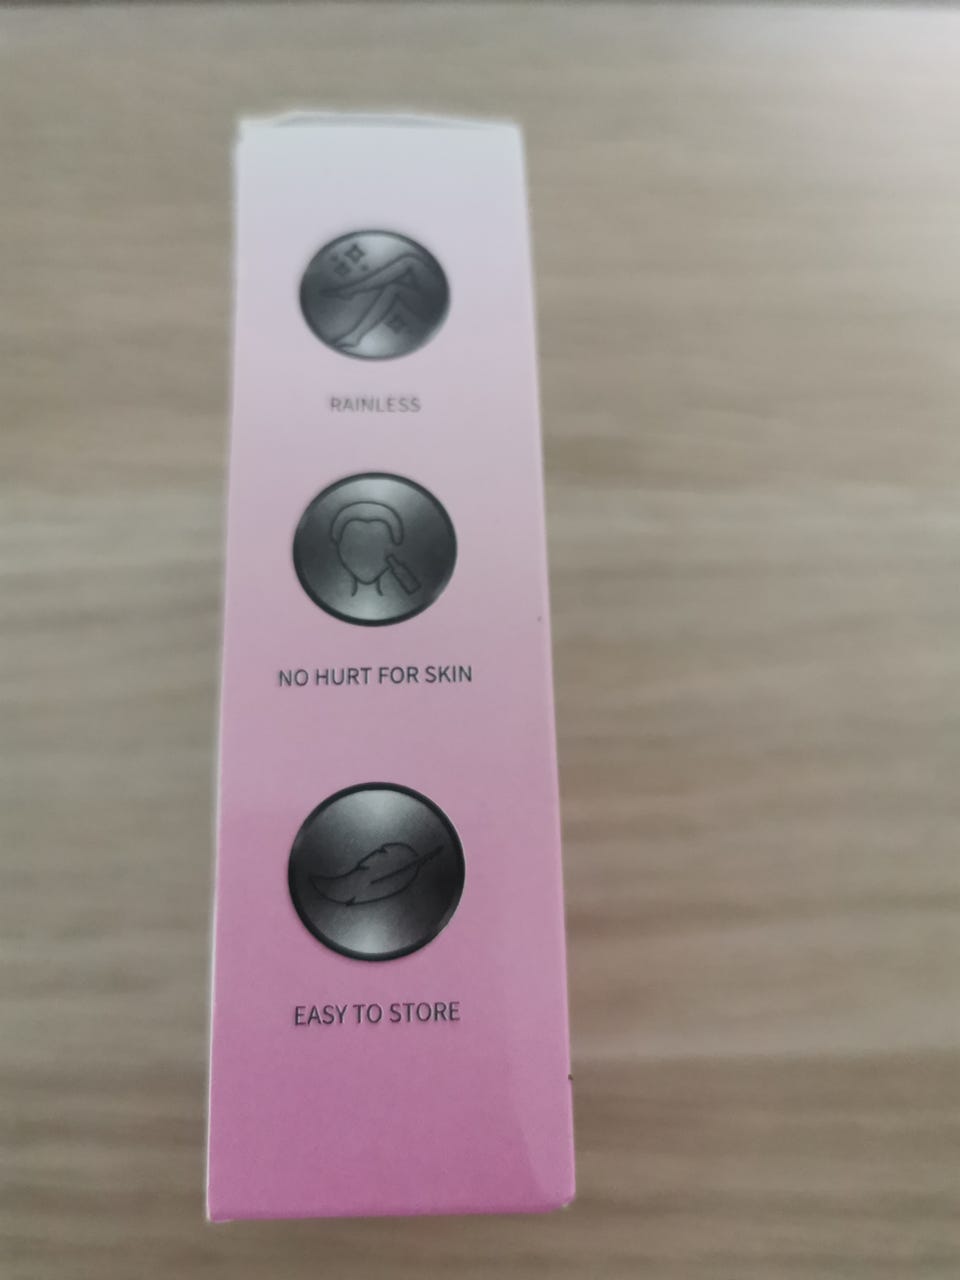 RAINLESS
NO HURT FOR SKIN
EASY TO STORE